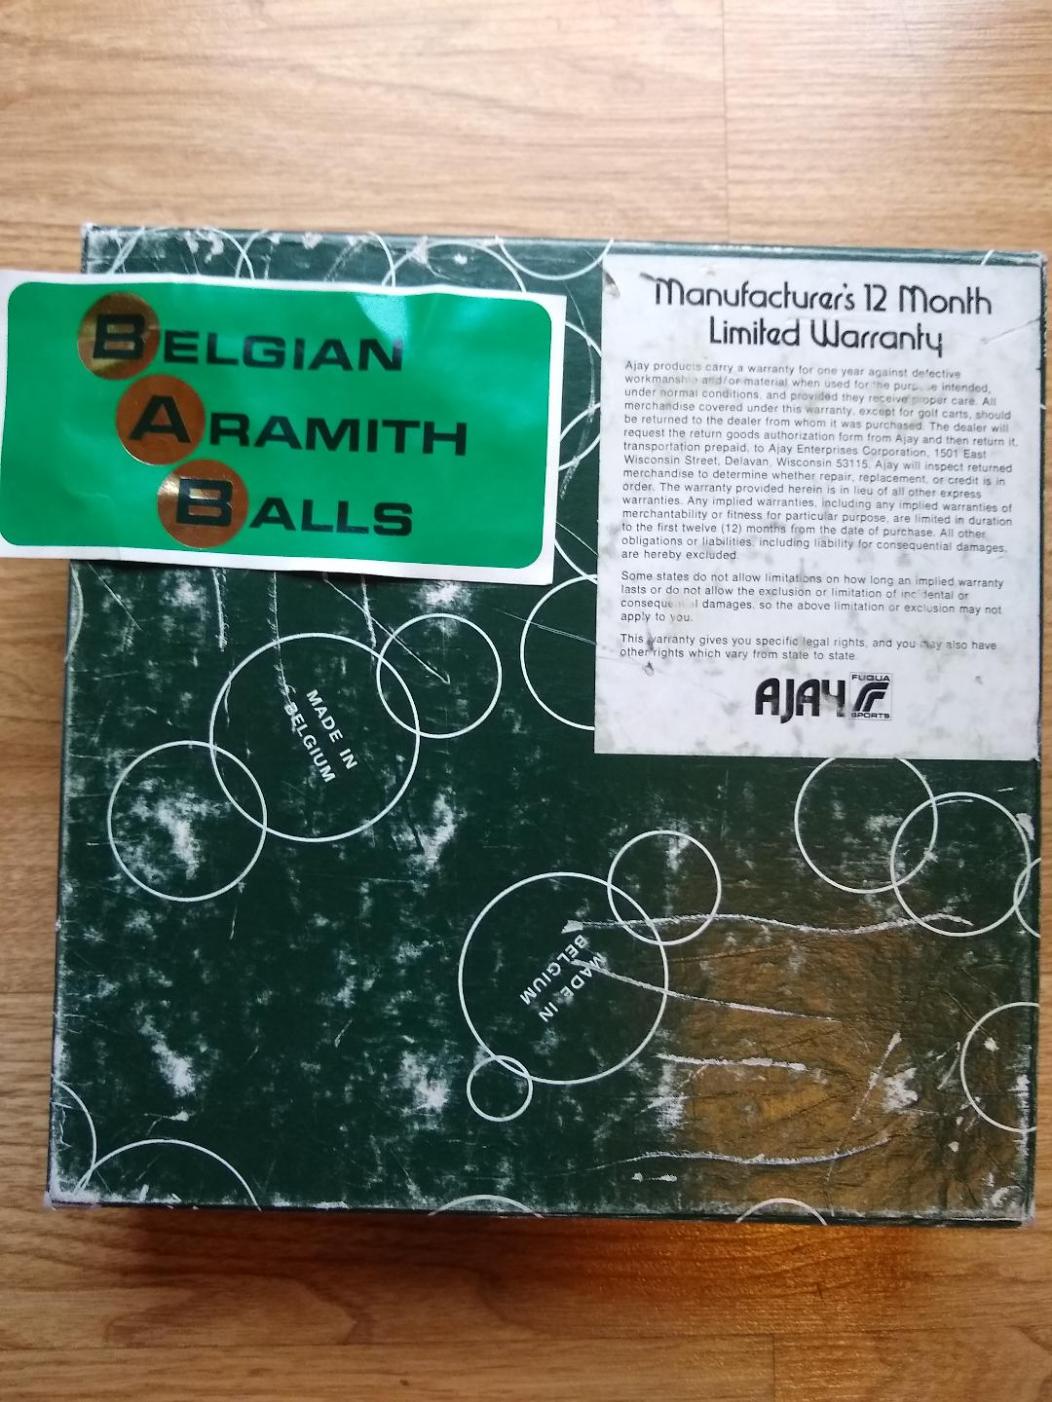 BELGIAN
ARAMITH
BALLS
Manufacturer's 12 Month
Limited Warranty
Ajay products carry a warranty for one year against defective
workmanship and/or material when used for the purpose intended,
under normal conditions, and provided they receive proper care. All
merchandise covered under this warranty, except for golf carts, should
be returned to the dealer from whom it was purchased. The dealer will
request the return goods authorization form from Ajay and then return it,
transportation prepaid, to Ajay Enterprises Corporation, 1501 East
Wisconsin Street, Delavan, Wisconsin 53115. Ajay will inspect returned
merchandise to determine whether repair, replacement, or credit is in
order. The warranty provided herein is in lieu of all other express
warranties. Any implied warranties, including any implied warranties of
merchantability or fitness for particular purpose, are limited in duration
to the first twelve (12) months from the date of purchase. All other
obligations or liabilities, including liability for consequential damages,
are hereby excluded.
Some states do not allow limitations on how long an implied warranty
lasts or do not allow the exclusion or limitation of incidental or
consequential damages, so the above limitation or exclusion may not
apply to you.
This warranty gives you specific legal rights, and you may also have
other rights which vary from state to state.
AJAY
FUQUA
SPORTS
MADE IN
BELGIUM
MADE IN
BELGIUM